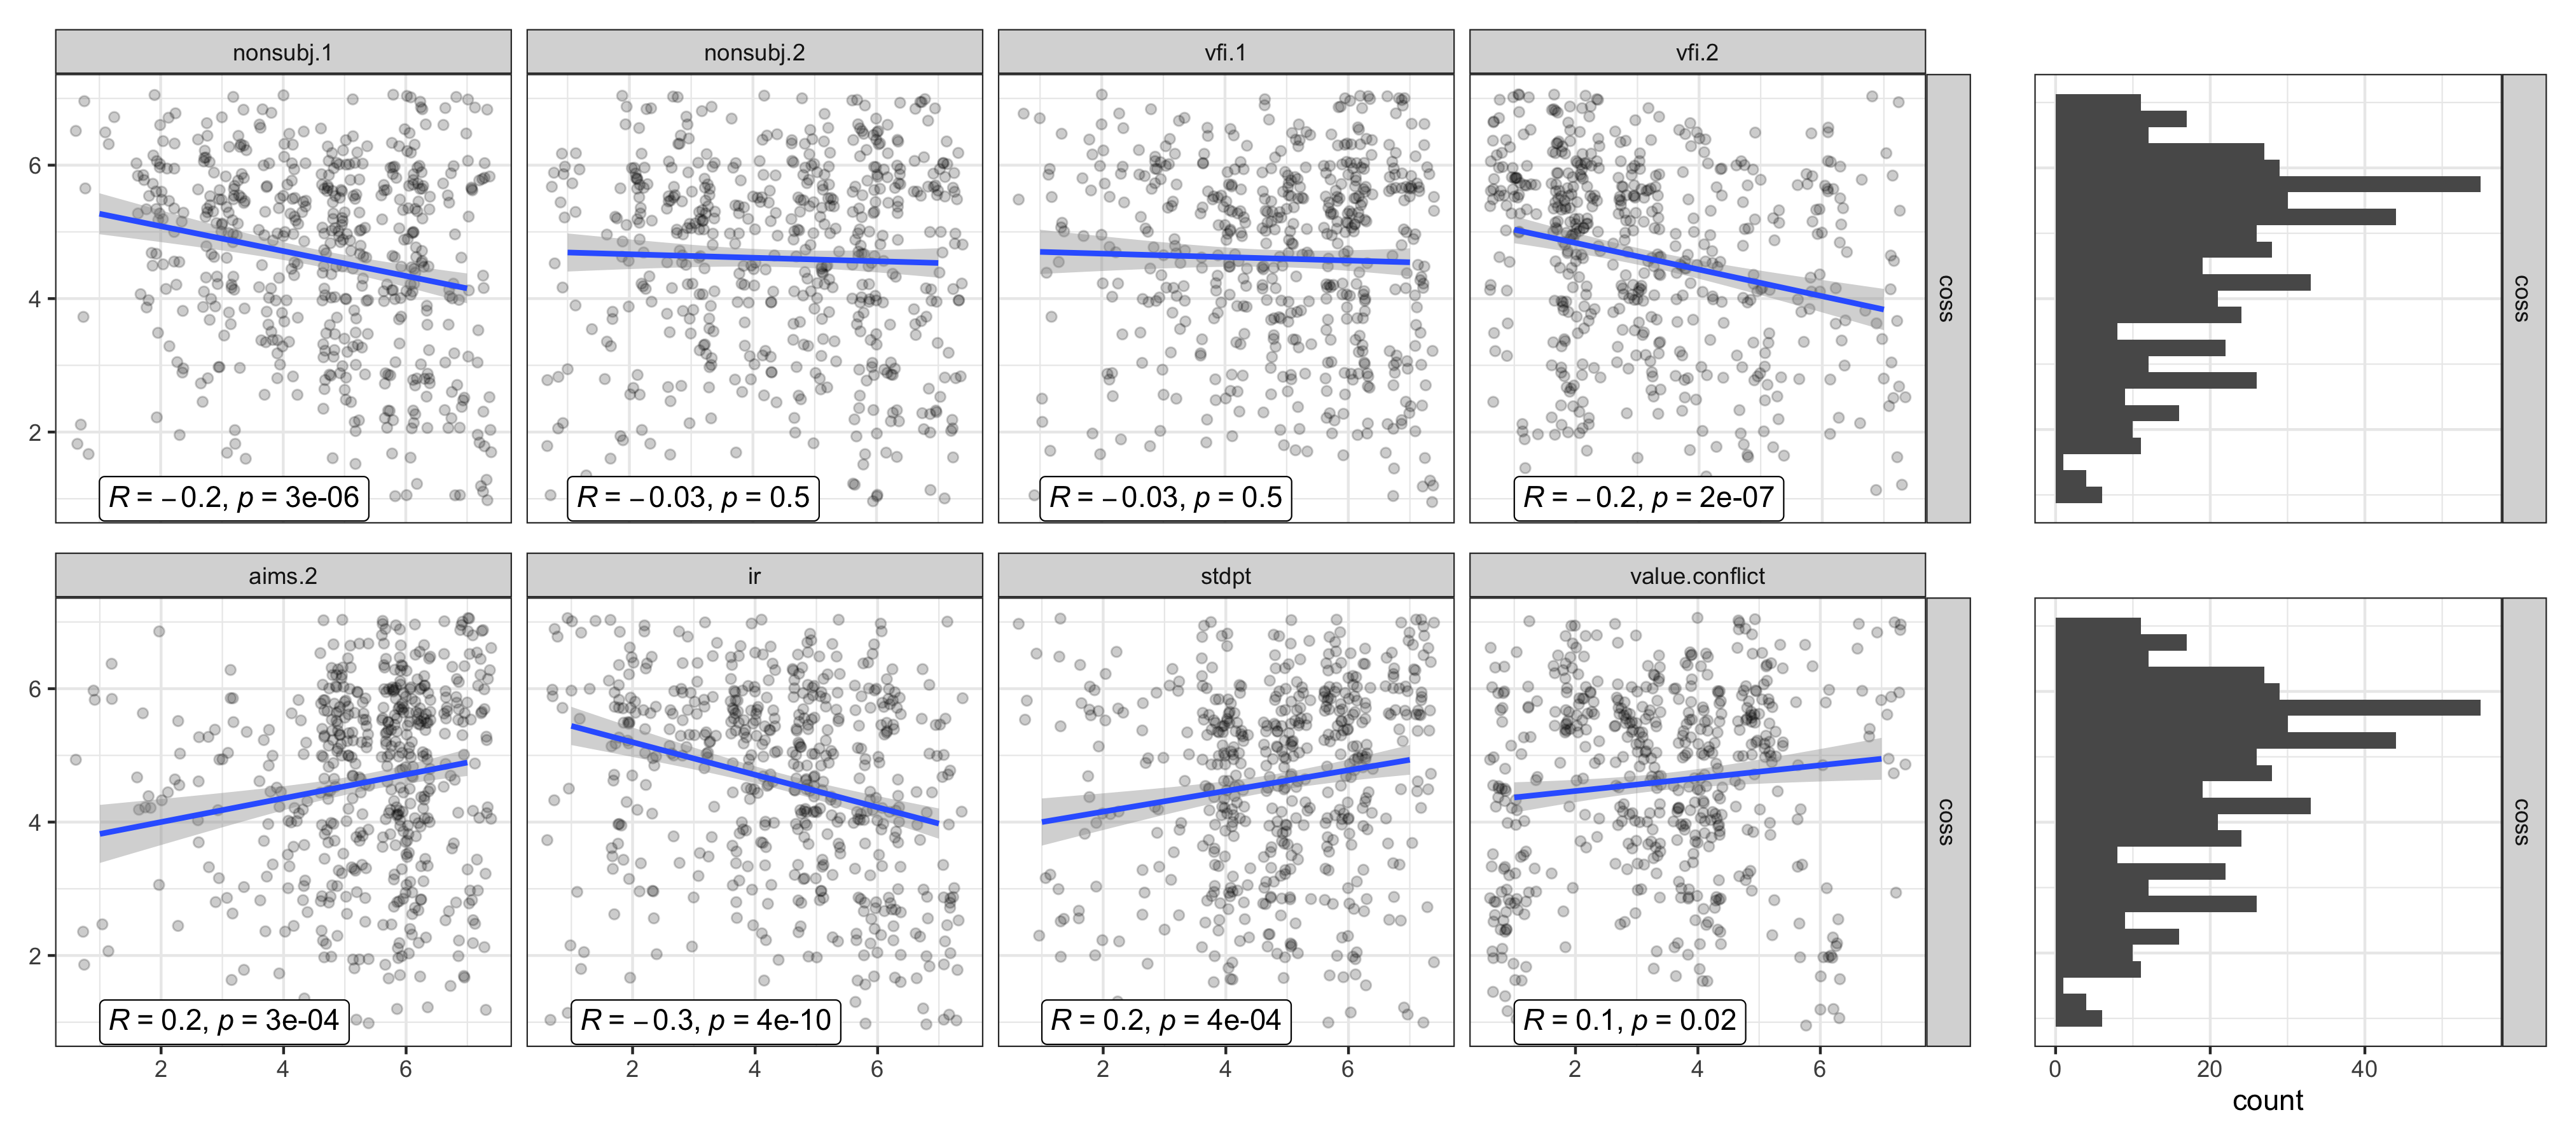 nonsubj.1
nonsubj.2
vfi.1
vfi.2
6
4
2
coss
coss
R = −0.2, p = 3e-06
R = −0.03, p = 0.5
R = −0.03, p = 0.5
R = −0.2, p = 2e-07
aims.2
ir
stdpt
value.conflict
6
4
2
coss
coss
R = 0.2, p = 3e-04
R = −0.3, p = 4e-10
R = 0.2, p = 4e-04
R = 0.1, p = 0.02
2 4 6
2 4 6
2 4 6
2 4 6
0 20 40
count